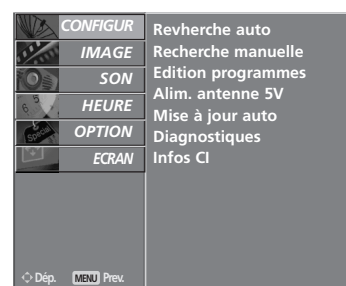 CONFIGUR
IMAGE
SON
HEURE
OPTION
ECRAN
Revherche auto
Recherche manuelle
Edition programmes
Alim. antenne 5V
Mise à jour auto
Diagnostiques
Infos CI
Dép. MENU Prev.